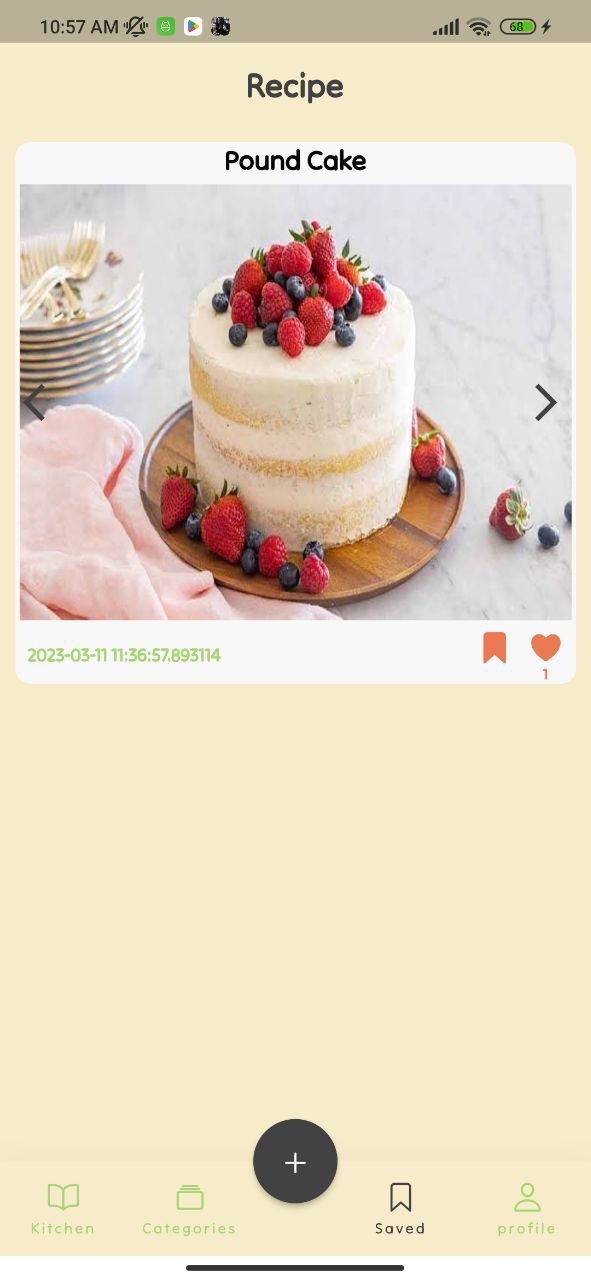 10:57 AM
68
Recipe
Pound Cake
2023-03-11 11:36:57.893114
1
Kitchen
Categories
Saved
profile